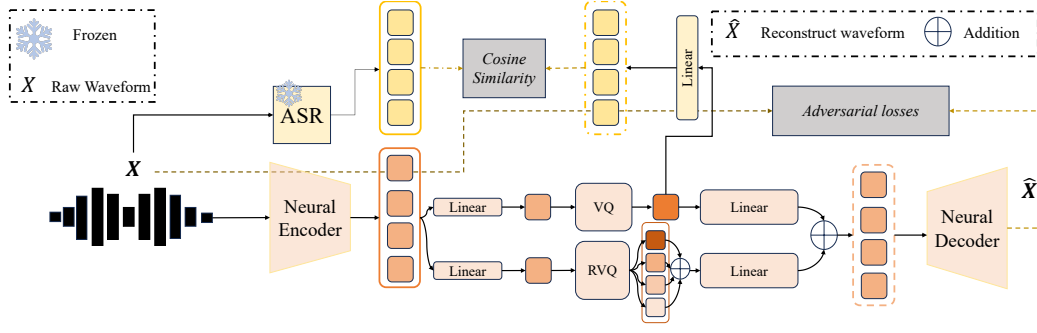 Frozen
X Raw Waveform
ASR
Cosine
Similarity
Linear
X̂ Reconstruct waveform
Addition
Adversarial losses
X
Neural
Encoder
Linear
VQ
Linear
Linear
RVQ
Linear
Neural
Decoder
X̂